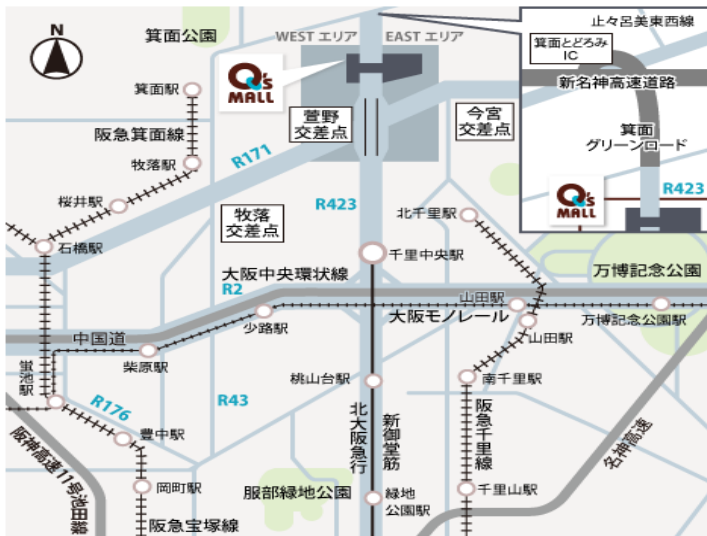 N
箕面公園
WEST エリア
EAST エリア
止々呂美東西線
箕面とどろみ
IC
新名神高速道路
箕面駅
Q's
MALL
阪急箕面線
萱野
交差点
今宮
交差点
箕面
グリーンロード
牧落駅
R171
R423
Q's
MALL
桜井駅
R423
牧落
交差点
北千里駅
石橋駅
千里中央駅
大阪中央環状線
万博記念公園
R2
山田駅
大阪モノレール
万博記念公園駅
少路駅
中国道
山田駅
柴原駅
蛍池駅
桃山台駅
南千里駅
R176
R43
豊中駅
北大阪急行
新御堂筋
阪急千里線
名神高速
阪神高速11号池田線
岡町駅
服部緑地公園
緑地
公園駅
千里山駅
阪急宝塚線